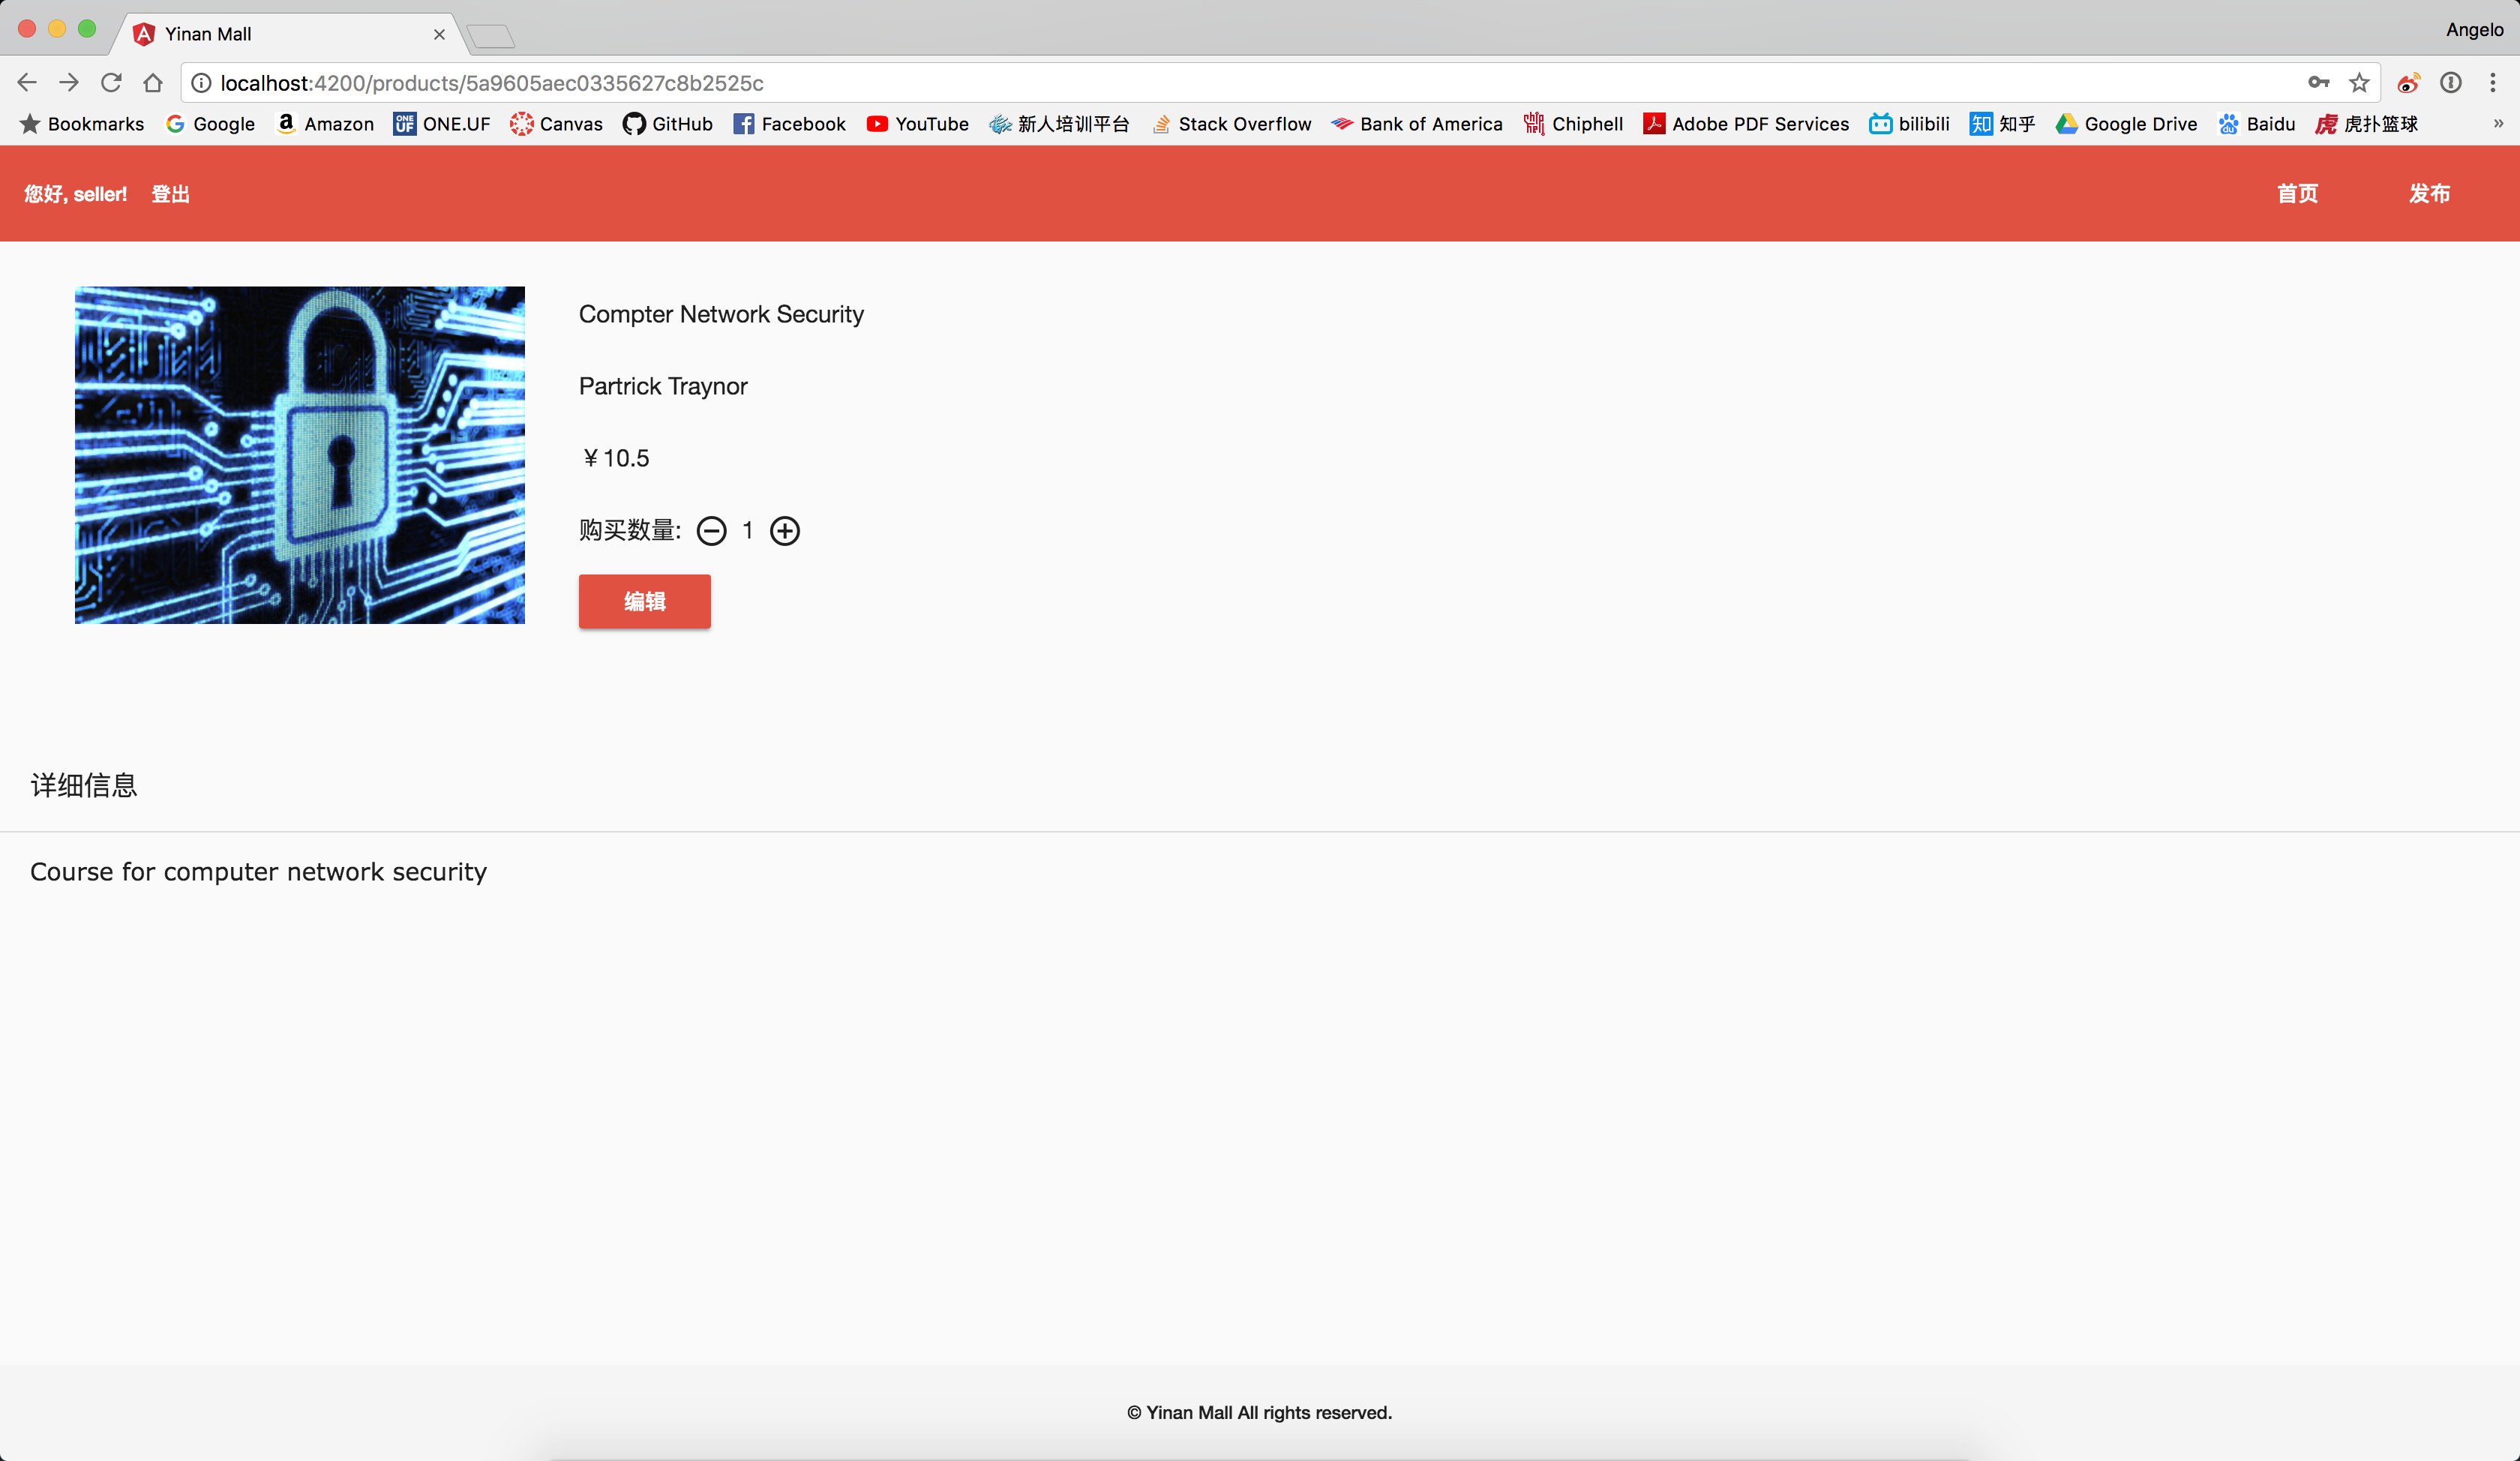 Yinan Mall
Angelo
localhost:4200/products/5a9605aec0335627c8b2525c
Bookmarks Google Amazon ONE.UF Canvas GitHub Facebook YouTube 新人培训平台 Stack Overflow Bank of America Chiphell Adobe PDF Services bilibili 知乎 Google Drive Baidu 虎扑篮球 »
您好, seller! 登出 首页 发布
Compter Network Security
Partrick Traynor
¥10.5
购买数量: 1
编辑
详细信息
Course for computer network security
© Yinan Mall All rights reserved.